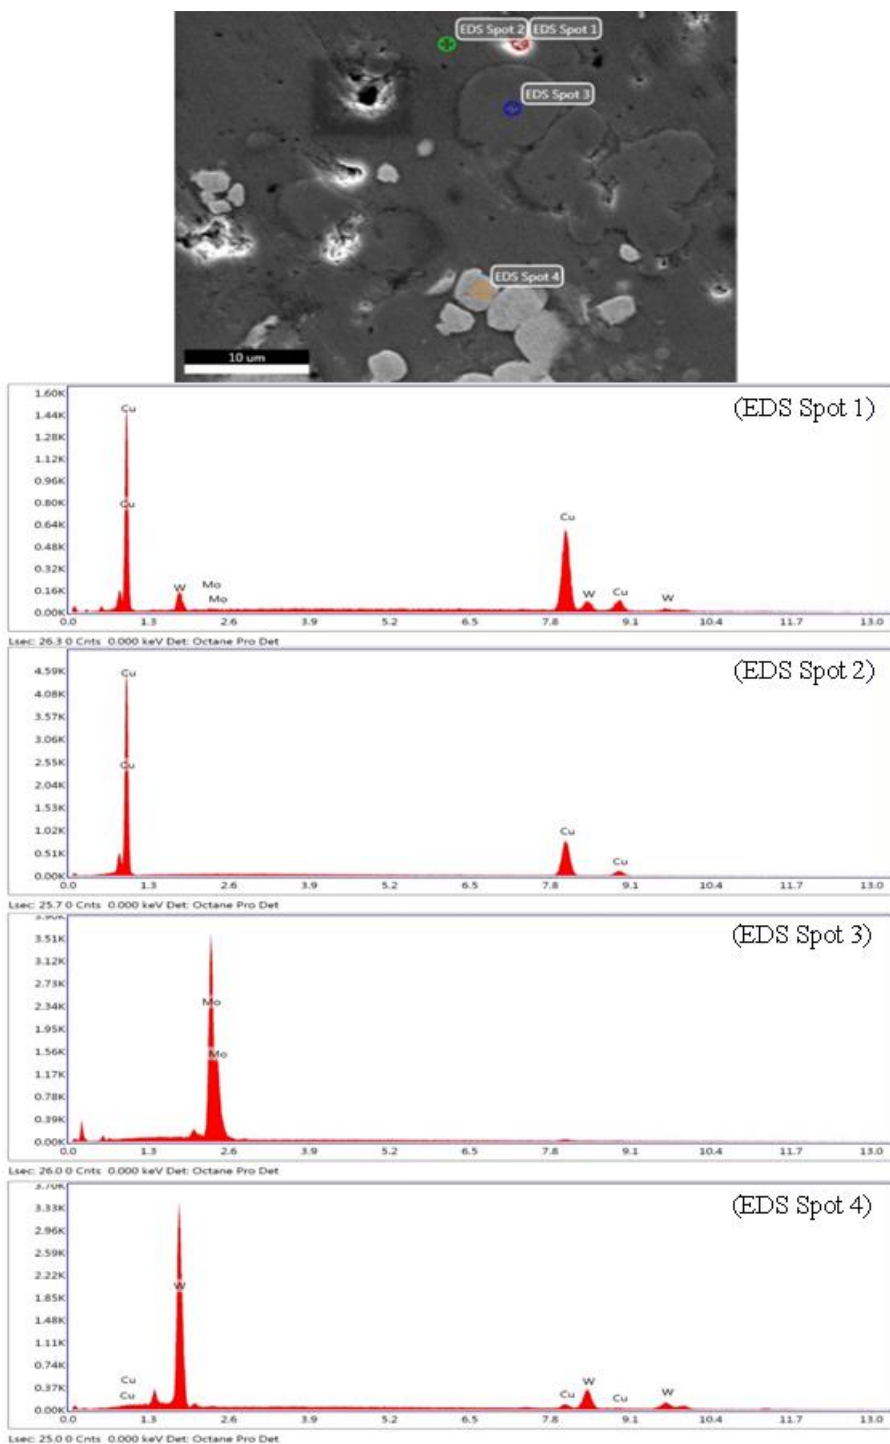 EDS Spot 2 EDS Spot 1
EDS Spot 3
EDS Spot 4
10 um
(EDS Spot 1)
1.60K
1.44K
1.28K
1.12K
0.96K
0.80K
0.64K
0.48K
0.32K
0.16K
0.00K
Cu
Cu
W
Mo
Mo
Cu
W
Cu
W
0.0 1.3 2.6 3.9 5.2 6.5 7.8 9.1 10.4 11.7 13.0
Lsec: 26.3 0 Cnts 0.000 keV Det: Octane Pro Det
(EDS Spot 2)
4.59K
4.08K
3.57K
3.06K
2.55K
2.04K
1.53K
1.02K
0.51K
0.00K
Cu
Cu
Cu
Cu
0.0 1.3 2.6 3.9 5.2 6.5 7.8 9.1 10.4 11.7 13.0
Lsec: 25.7 0 Cnts 0.000 keV Det: Octane Pro Det
(EDS Spot 3)
3.90K
3.51K
3.12K
2.73K
2.34K
1.95K
1.56K
1.17K
0.78K
0.39K
0.00K
Mo
Mo
0.0 1.3 2.6 3.9 5.2 6.5 7.8 9.1 10.4 11.7 13.0
Lsec: 26.0 0 Cnts 0.000 keV Det: Octane Pro Det
(EDS Spot 4)
3.70K
3.33K
2.96K
2.59K
2.22K
1.85K
1.48K
1.11K
0.74K
0.37K
0.00K
Cu
Cu
W
Cu
W
Cu
W
0.0 1.3 2.6 3.9 5.2 6.5 7.8 9.1 10.4 11.7 13.0
Lsec: 25.0 0 Cnts 0.000 keV Det: Octane Pro Det